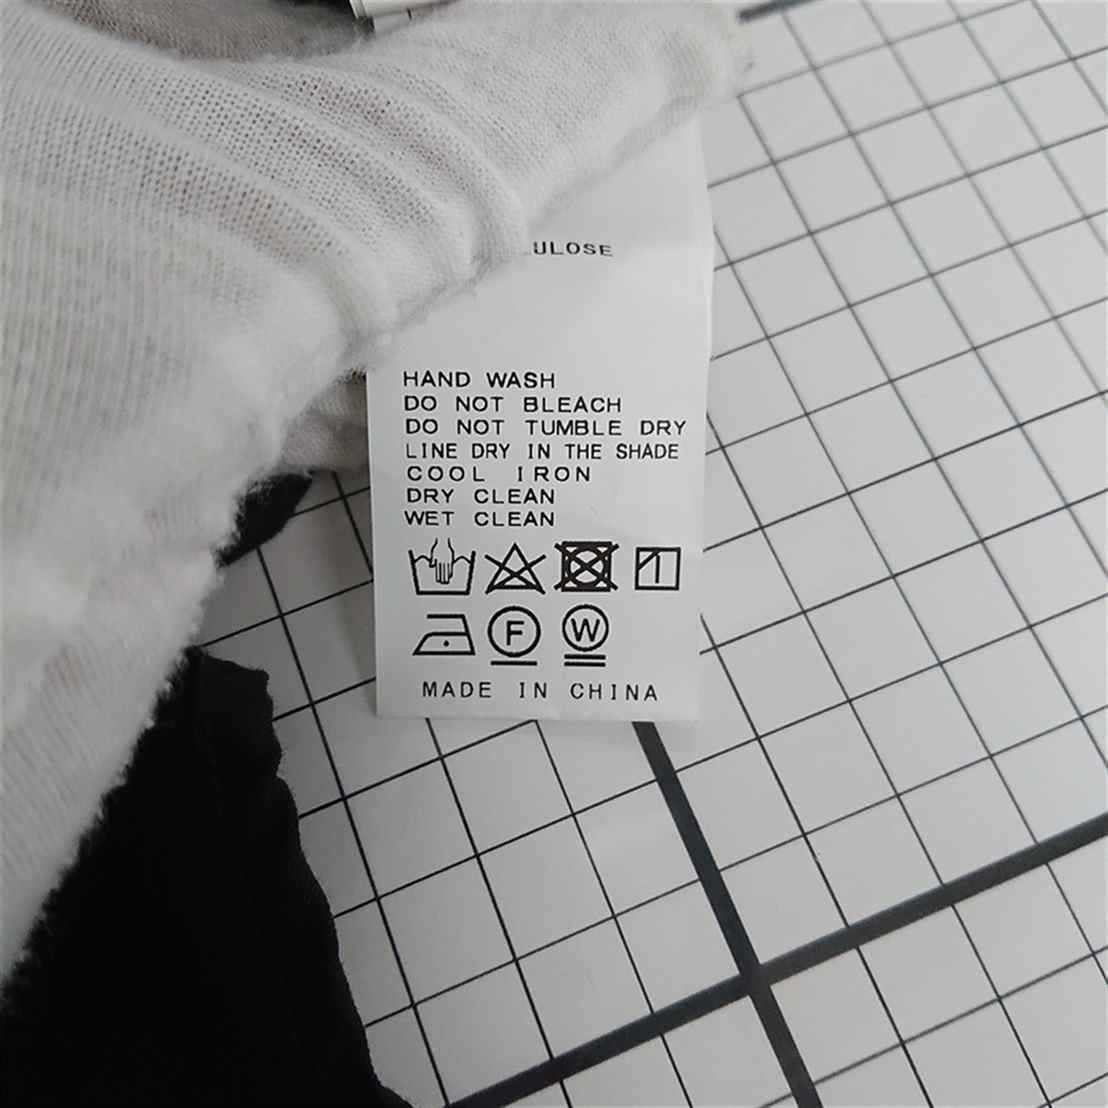 ULOSE
HAND WASH
DO NOT BLEACH
DO NOT TUMBLE DRY
LINE DRY IN THE SHADE
COOL IRON
DRY CLEAN
WET CLEAN
F W
MADE IN CHINA